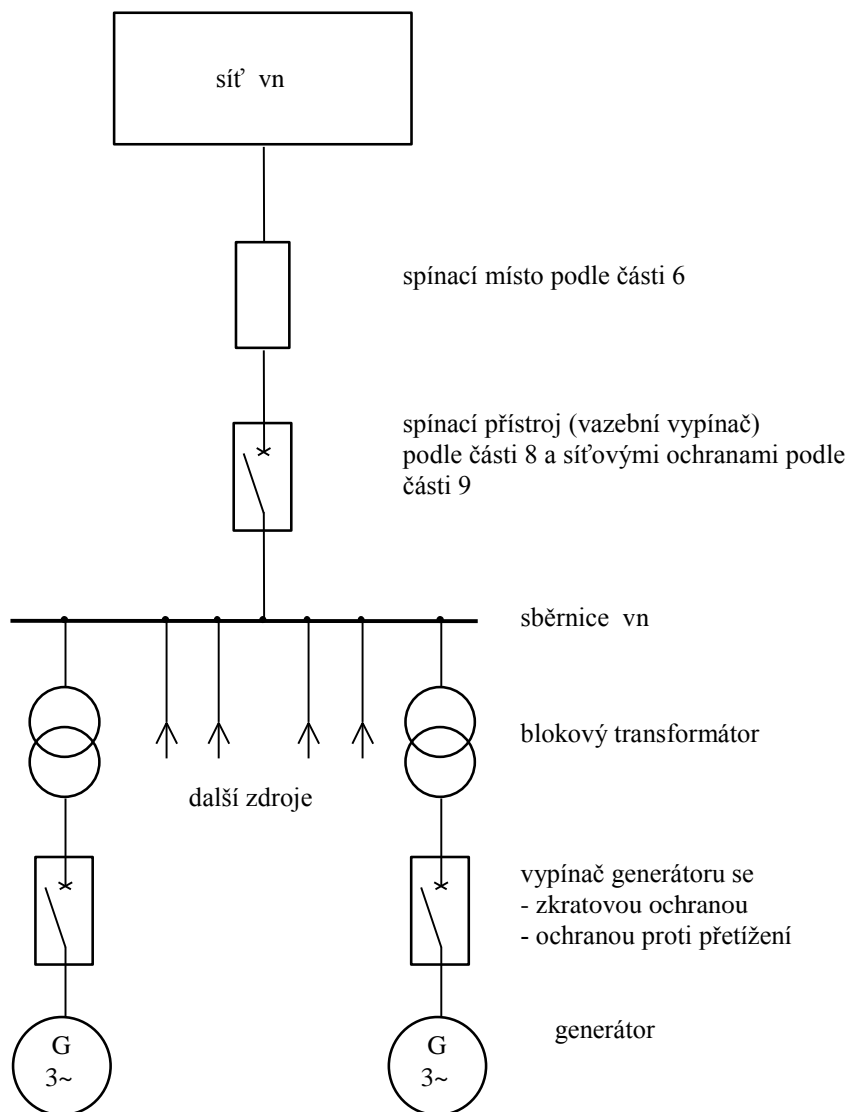 síť vn
spínací místo podle části 6
spínací přístroj (vazební vypínač)
podle části 8 a síťovými ochranami podle
části 9
sběrnice vn
blokový transformátor
další zdroje
vypínač generátoru se
- zkratovou ochranou
- ochranou proti přetížení
generátor
G
3~
G
3~